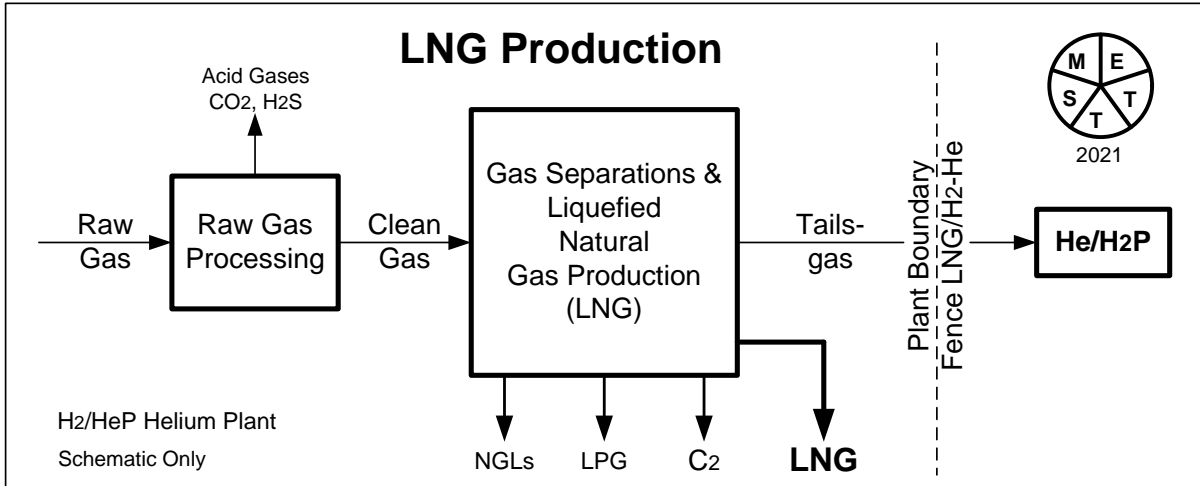 LNG Production
Acid Gases
CO2, H2S
M E
S T
T
2021
Raw
Gas
Raw Gas
Processing
Clean
Gas
Gas Separations &
Liquefied
Natural
Gas Production
(LNG)
Tails-
gas
Plant Boundary
Fence LNG/H2-He
He/H2P
H2/HeP Helium Plant
Schematic Only
NGLs
LPG
C2
LNG